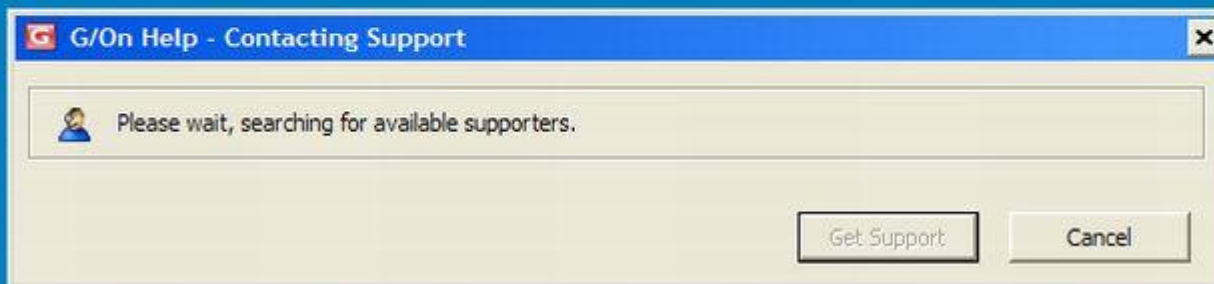 G G/On Help - Contacting Support
Please wait, searching for available supporters.
Get Support Cancel